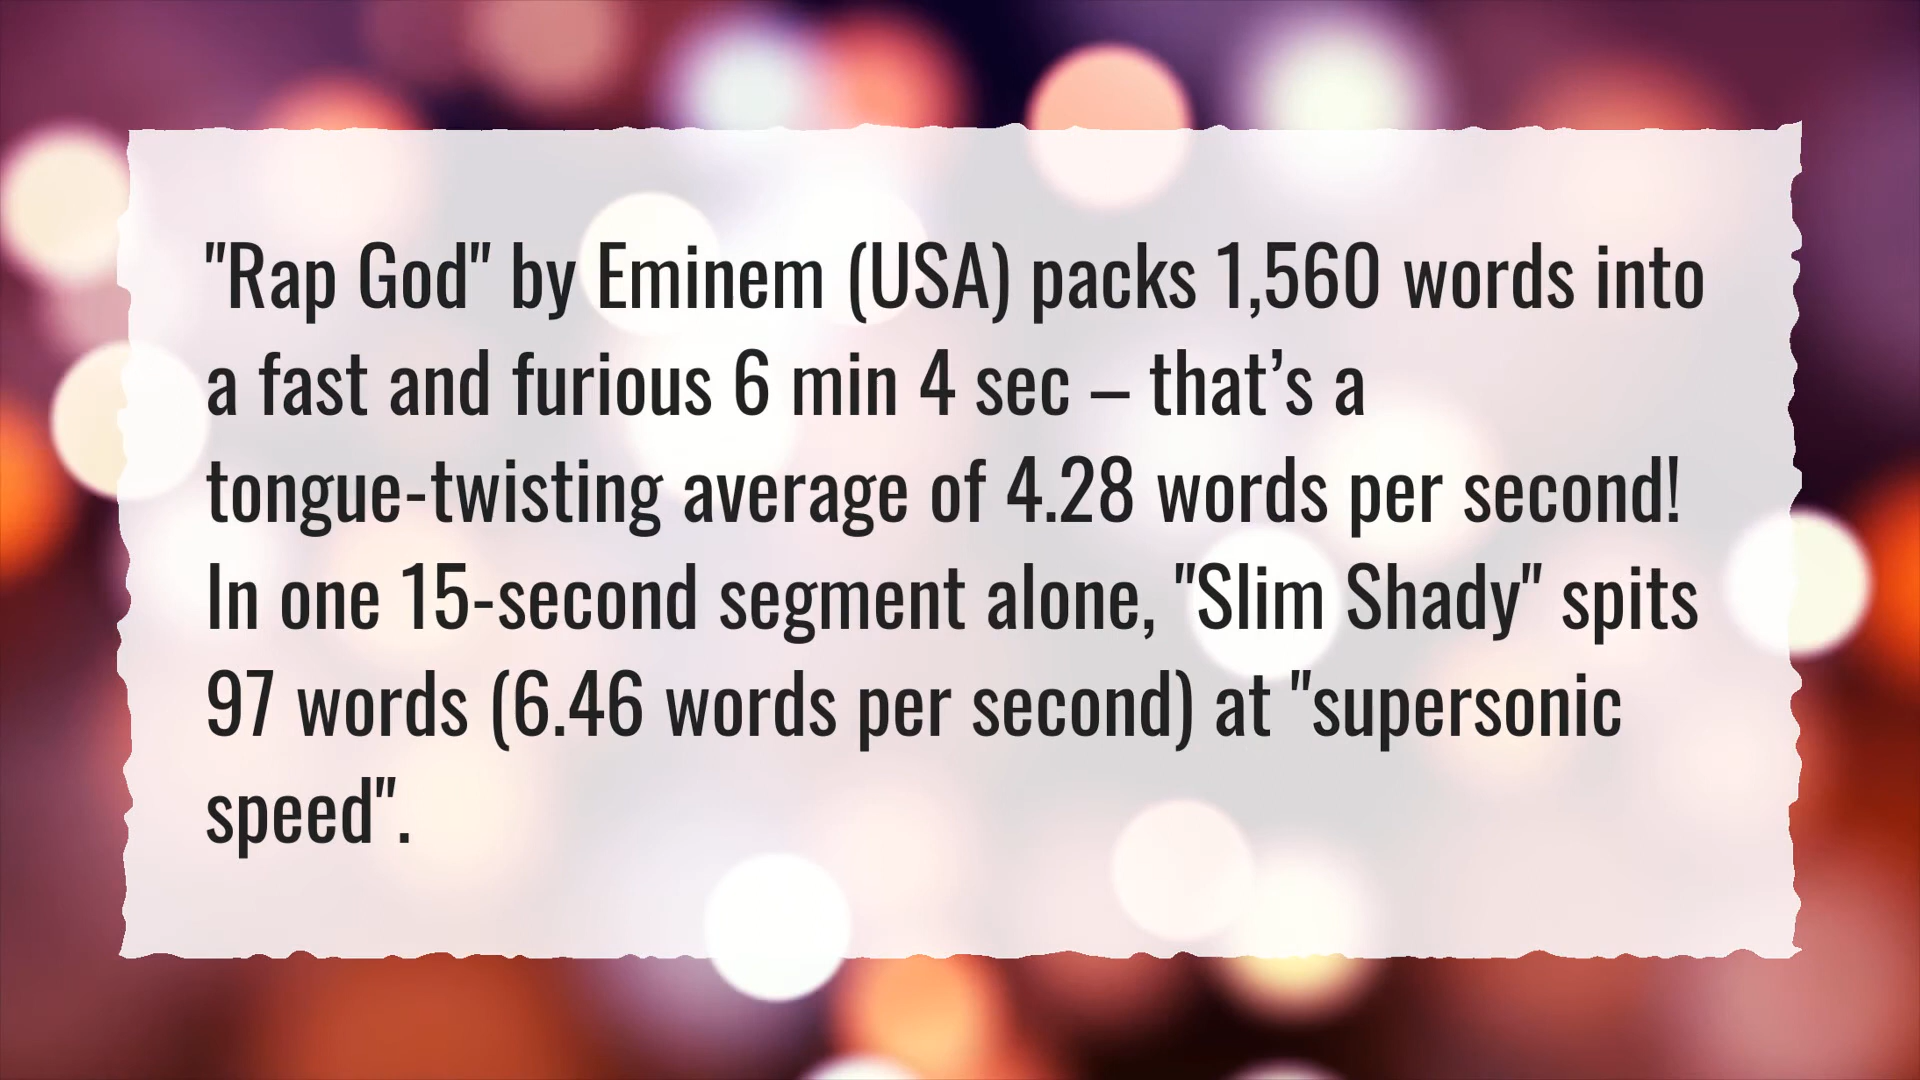 "Rap God" by Eminem (USA) packs 1,560 words into
a fast and furious 6 min 4 sec – that’s a
tongue-twisting average of 4.28 words per second!
In one 15-second segment alone, "Slim Shady" spits
97 words (6.46 words per second) at "supersonic
speed".